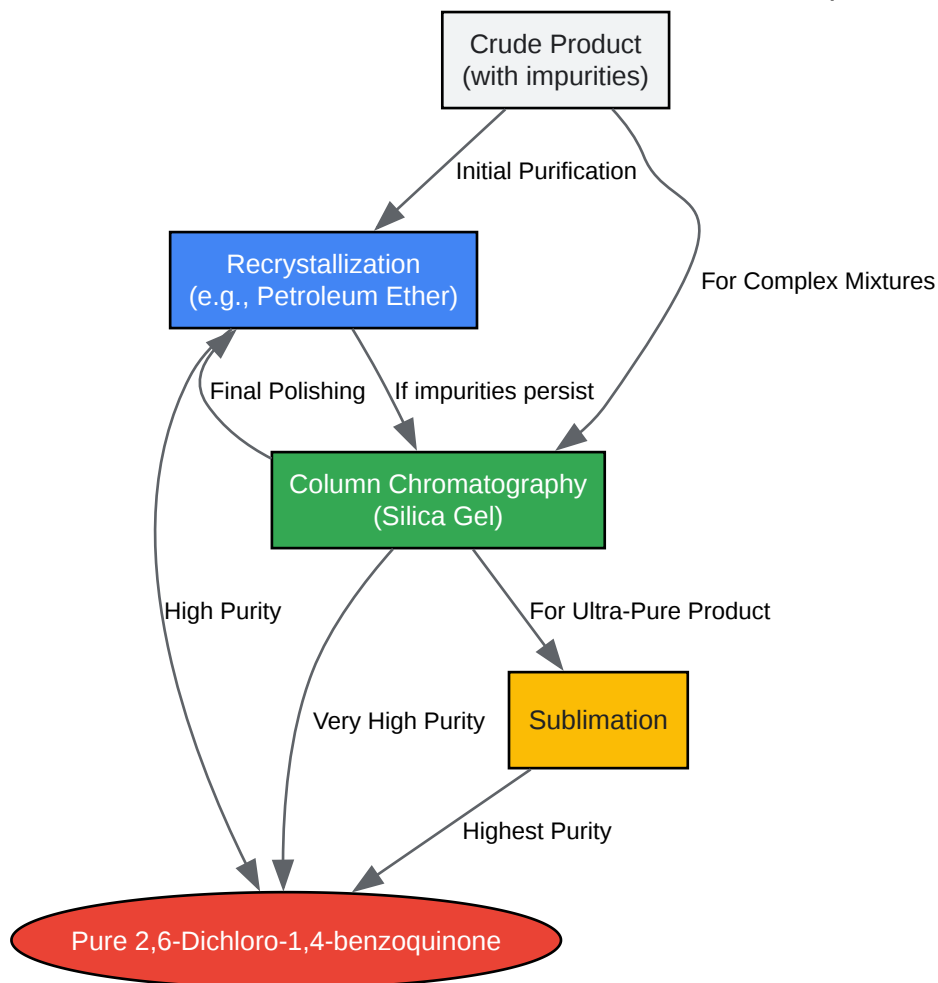 Crude Product
(with impurities)
Initial Purification
Recrystallization
(e.g., Petroleum Ether)
For Complex Mixtures
Final Polishing
If impurities persist
Column Chromatography
(Silica Gel)
High Purity
For Ultra-Pure Product
Very High Purity
Sublimation
Highest Purity
Pure 2,6-Dichloro-1,4-benzoquinone